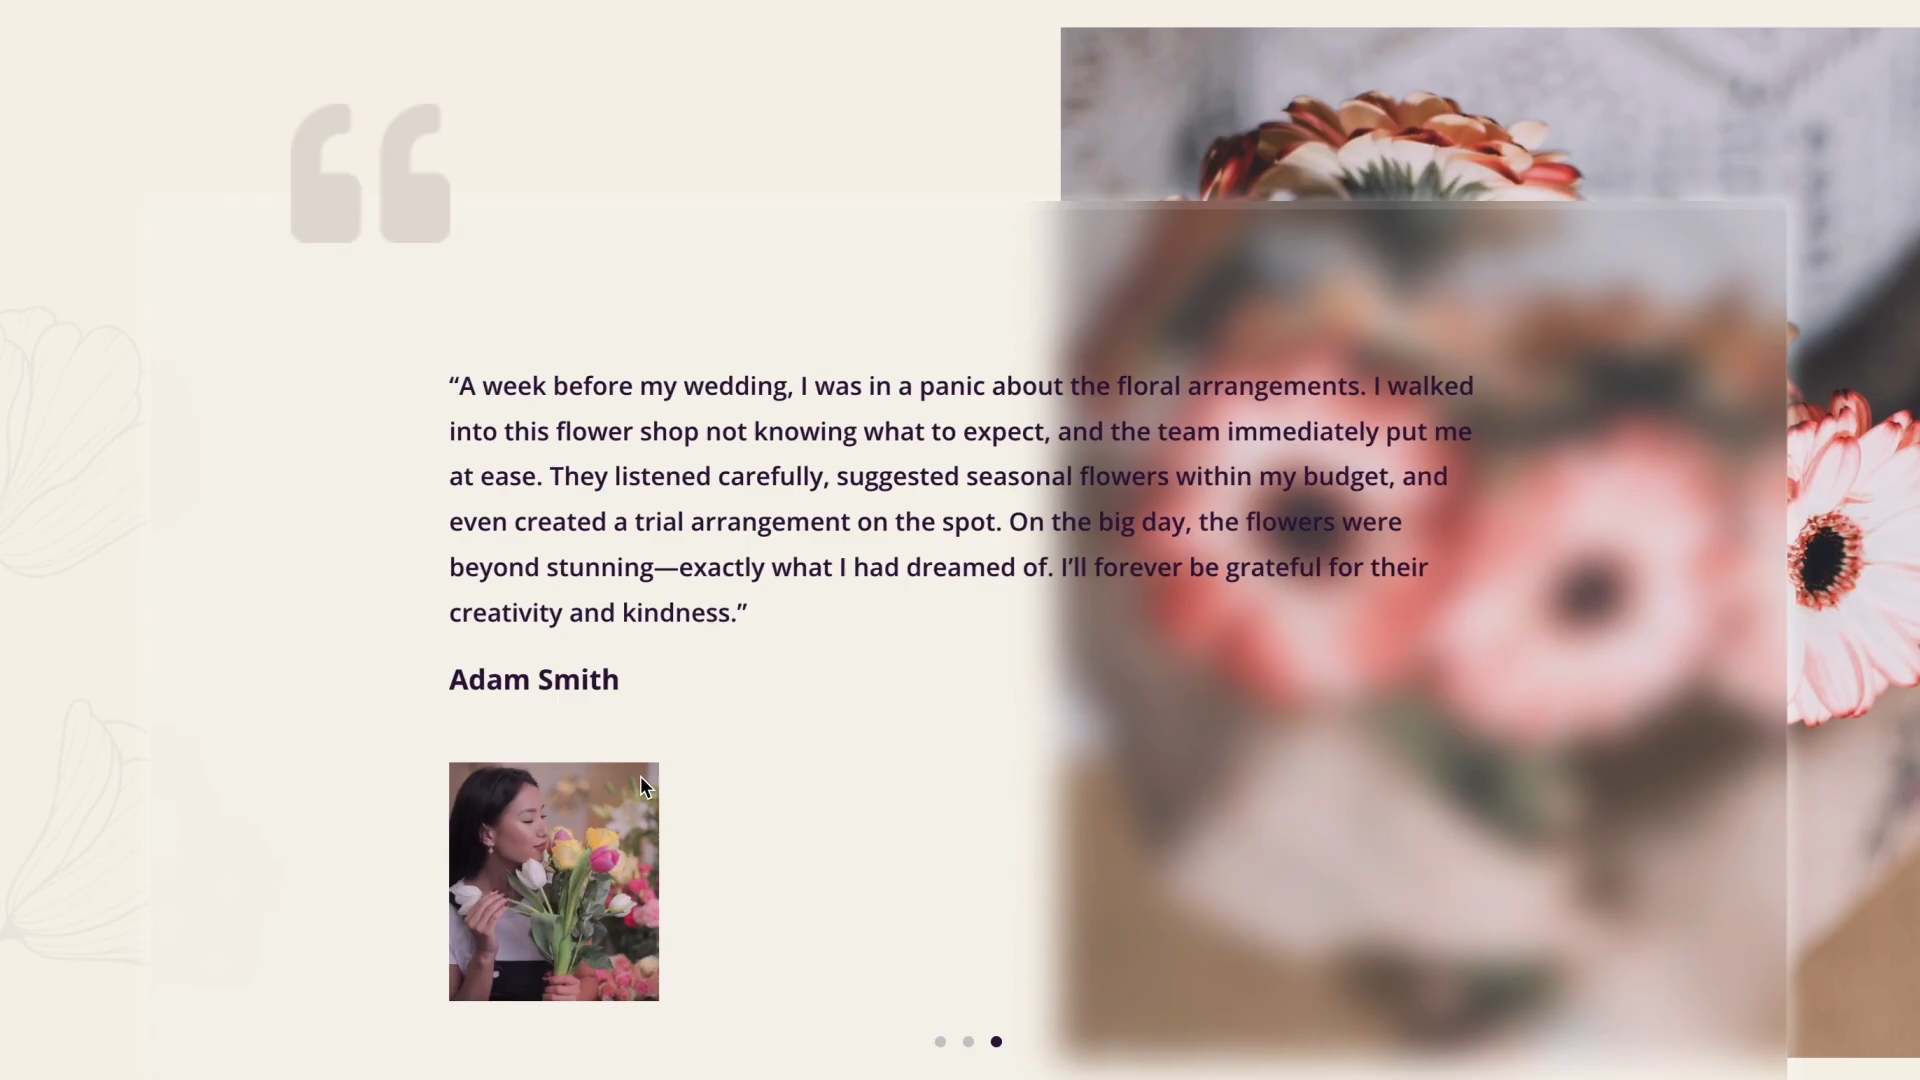 “A week before my wedding, I was in a panic about the floral arrangements. I walked
into this flower shop not knowing what to expect, and the team immediately put me
at ease. They listened carefully, suggested seasonal flowers within my budget, and
even created a trial arrangement on the spot. On the big day, the flowers were
beyond stunning—exactly what I had dreamed of. I’ll forever be grateful for their
creativity and kindness.”
Adam Smith